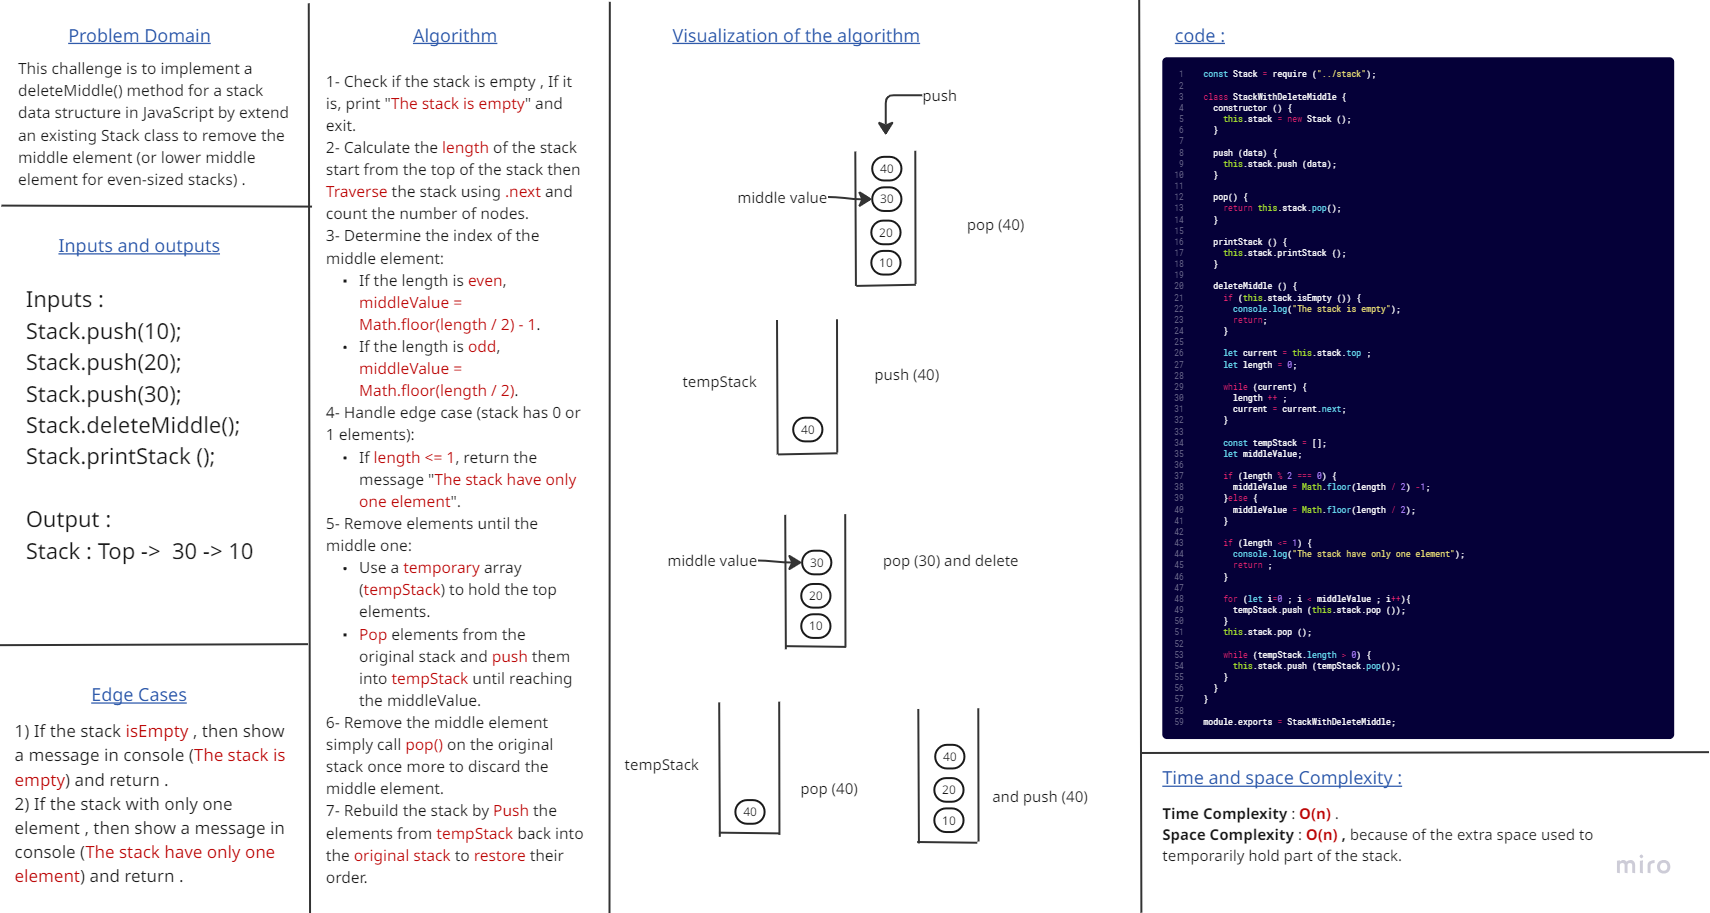 Problem Domain
This challenge is to implement a
deleteMiddle() method for a stack
data structure in JavaScript by extend
an existing Stack class to remove the
middle element (or lower middle
element for even-sized stacks) .
Inputs and outputs
Inputs :
Stack.push(10);
Stack.push(20);
Stack.push(30);
Stack.deleteMiddle();
Stack.printStack ();
Output :
Stack : Top -> 30 -> 10
Edge Cases
1) If the stack isEmpty , then show
a message in console (The stack is
empty) and return .
2) If the stack with only one
element , then show a message in
console (The stack have only one
element) and return .
Algorithm
1- Check if the stack is empty , If it
is, print "The stack is empty" and
exit.
2- Calculate the length of the stack
start from the top of the stack then
Traverse the stack using .next and
count the number of nodes.
3- Determine the index of the
middle element:
• If the length is even,
middleValue =
Math.floor(length / 2) - 1.
• If the length is odd,
middleValue =
Math.floor(length / 2).
4- Handle edge case (stack has 0 or
1 elements):
• If length <= 1, return the
message "The stack have only
one element".
5- Remove elements until the
middle one:
• Use a temporary array
(tempStack) to hold the top
elements.
• Pop elements from the
original stack and push them
into tempStack until reaching
the middleValue.
6- Remove the middle element
simply call pop() on the original
stack once more to discard the
middle element.
7- Rebuild the stack by Push the
elements from tempStack back into
the original stack to restore their
order.
Visualization of the algorithm
push
40
middle value
30
pop (40)
20
10
tempStack
push (40)
40
middle value
30
pop (30) and delete
20
10
tempStack
40
pop (40)
40
20
10
and push (40)
code :
1 const Stack = require ("../stack");
2
3 class StackWithDeleteMiddle {
4 constructor () {
5 this.stack = new Stack ();
6 }
7
8 push (data) {
9 this.stack.push (data);
10 }
11
12 pop() {
13 return this.stack.pop();
14 }
15
16 printStack () {
17 this.stack.printStack ();
18 }
19
20 deleteMiddle () {
21 if (this.stack.isEmpty ()) {
22 console.log("The stack is empty");
23 return;
24 }
25
26 let current = this.stack.top ;
27 let length = 0;
28
29 while (current) {
30 length ++ ;
31 current = current.next;
32 }
33
34 const tempStack = [];
35 let middleValue;
36
37 if (length % 2 === 0) {
38 middleValue = Math.floor(length / 2) -1;
39 }else {
40 middleValue = Math.floor(length / 2);
41 }
42
43 if (length <= 1) {
44 console.log("The stack have only one element");
45 return ;
46 }
47
48 for (let i=0 ; i < middleValue ; i++){
49 tempStack.push (this.stack.pop ());
50 }
51 this.stack.pop ();
52
53 while (tempStack.length > 0) {
54 this.stack.push (tempStack.pop());
55 }
56 }
57 }
58
59 module.exports = StackWithDeleteMiddle;
Time and space Complexity :
Time Complexity : O(n) .
Space Complexity : O(n) , because of the extra space used to
temporarily hold part of the stack.
miro